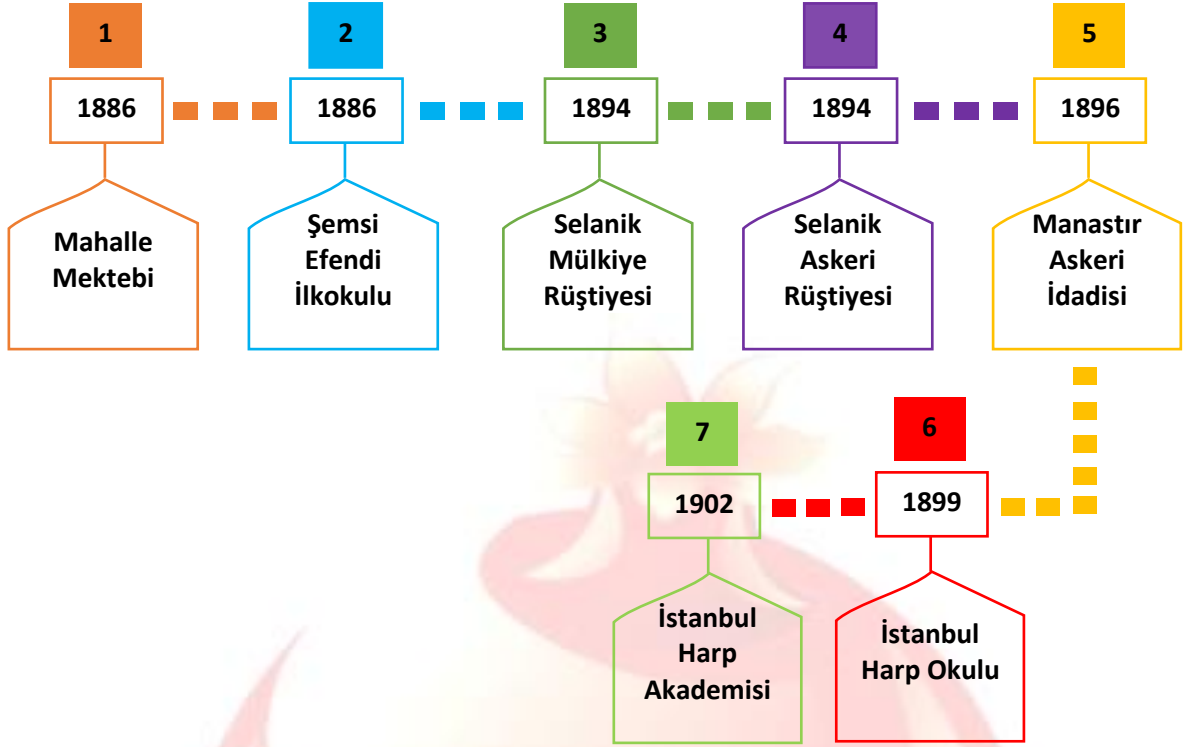 1
2
3
4
5
1886
1886
1894
1894
1896
Mahalle
Mektebi
Şemsi
Efendi
İlkokulu
Selanik
Mülkiye
Rüştiyesi
Selanik
Askeri
Rüştiyesi
Manastır
Askeri
İdadisi
7
6
1902
1899
İstanbul
Harp
Akademisi
İstanbul
Harp Okulu